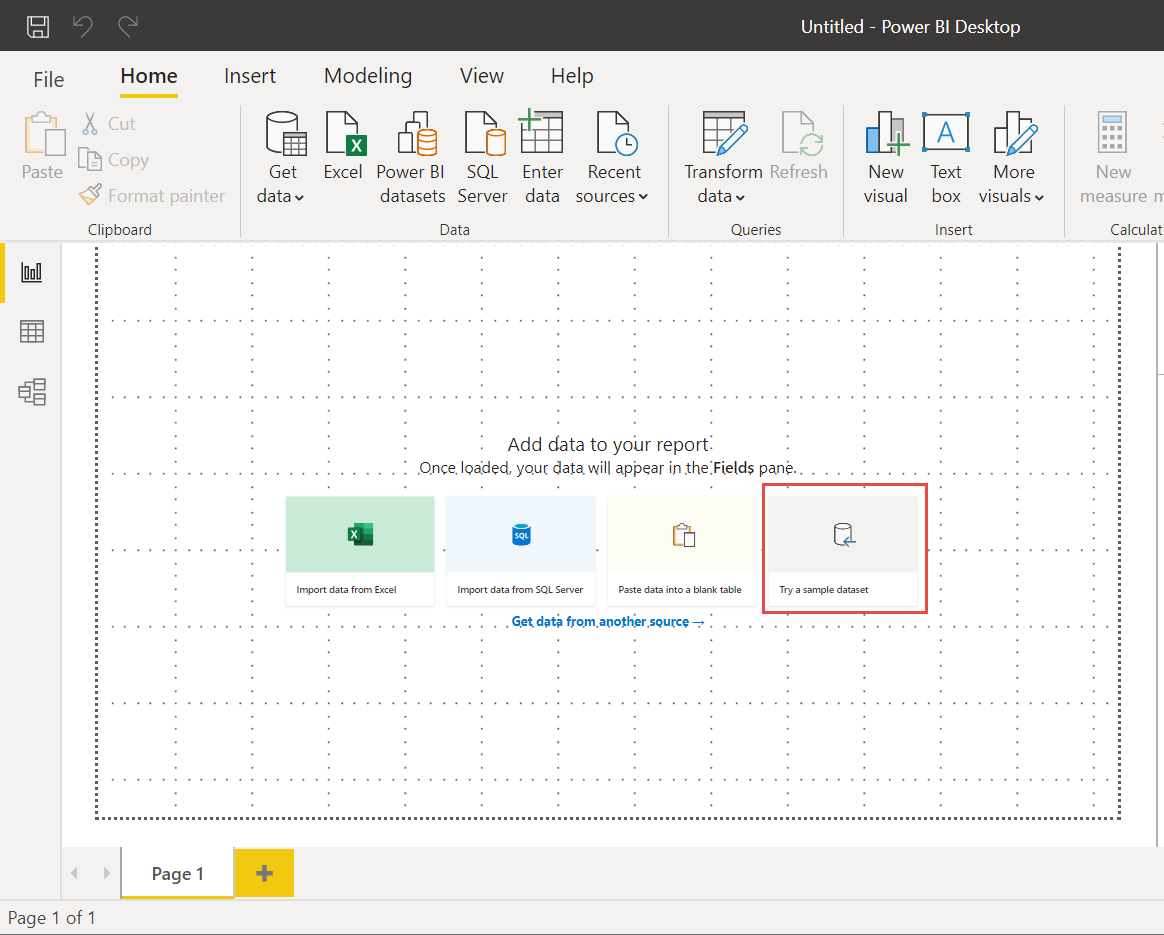 Untitled - Power BI Desktop
File Home Insert Modeling View Help
Paste
Cut
Copy
Format painter
Clipboard
Get data
Excel
Power BI datasets
SQL Server
Enter data
Recent sources
Data
Transform data
Refresh
Queries
New visual
Text box
More visuals
Insert
New measure m
Calculat
X
A
Add data to your report
Once loaded, your data will appear in the Fields pane.
X
SQL
Import data from Excel
Import data from SQL Server
Paste data into a blank table
Try a sample dataset
Get data from another source →
Page 1
+
Page 1 of 1